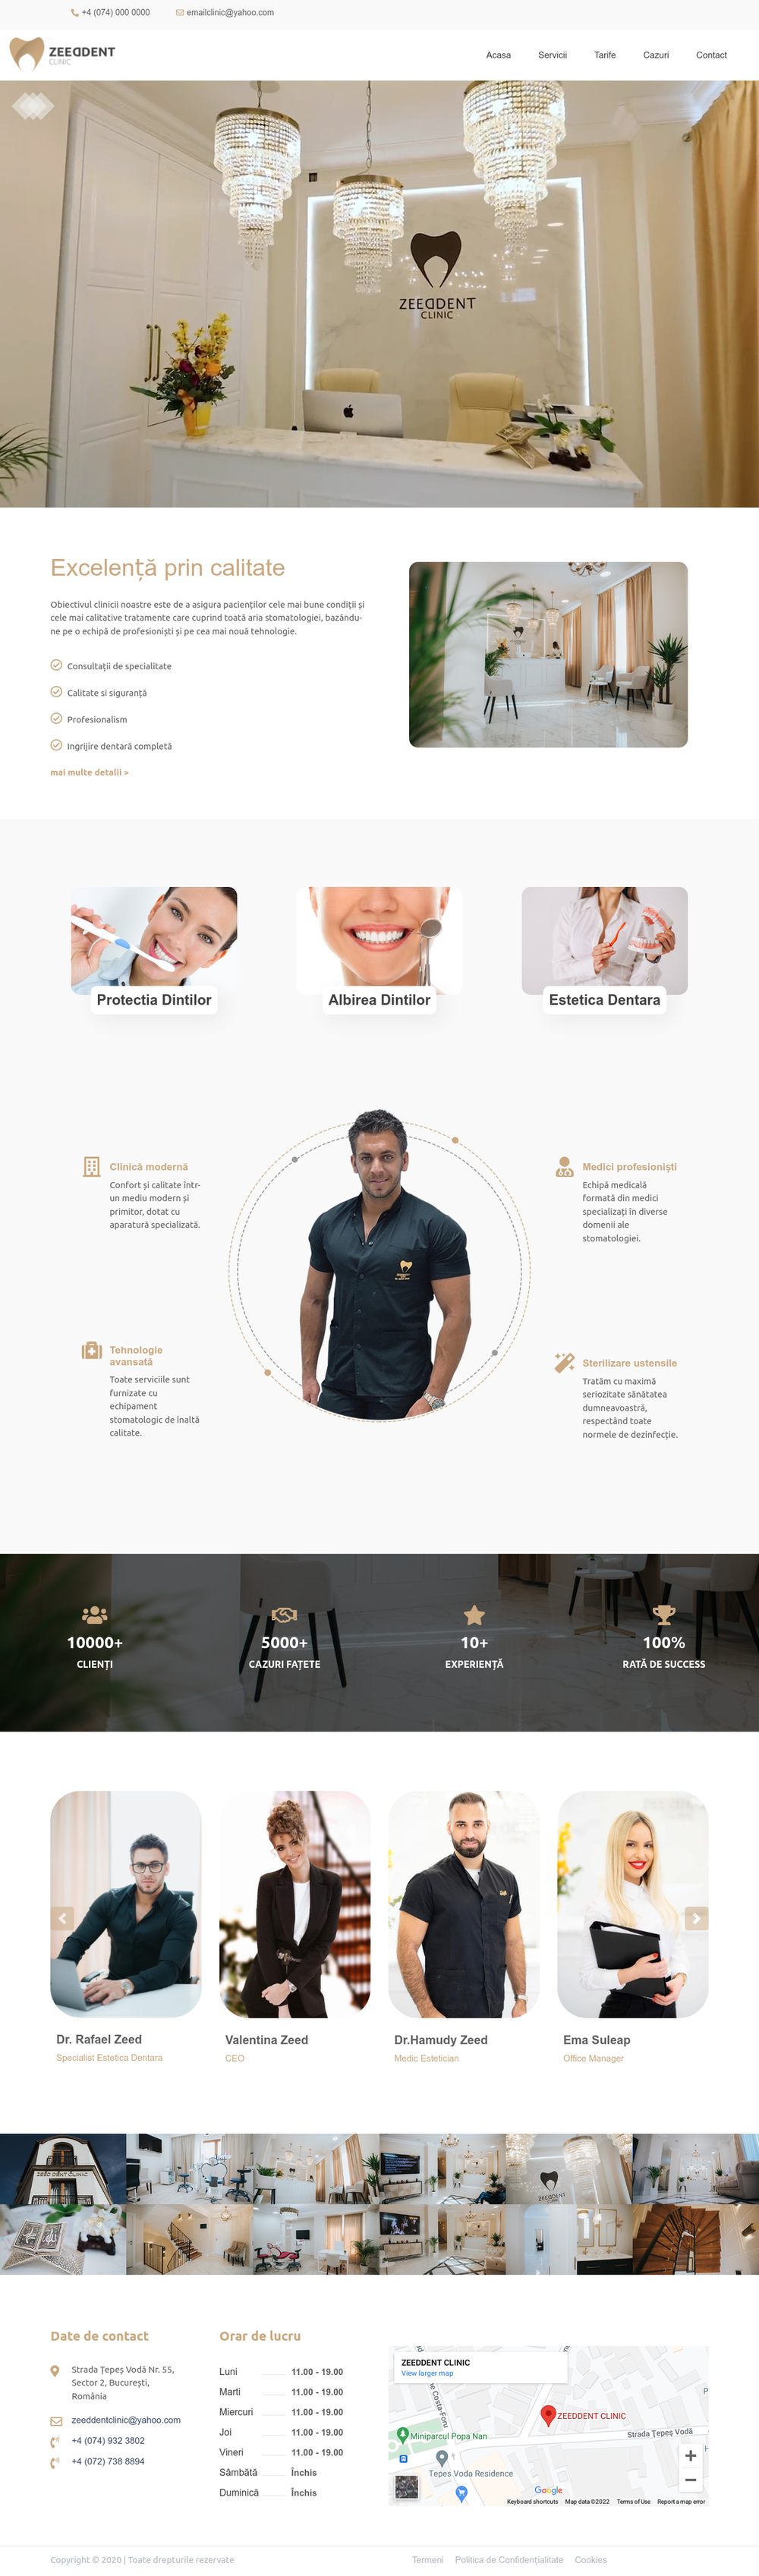 +4 (074) 000 0000
emailclinic@yahoo.com
ZEEDDENT
CLINIC
Acasa
Servicii
Tarife
Cazuri
Contact
ZEEDDENT
CLINIC
Excelență prin calitate
Obiectivul clinicii noastre este de a asigura pacienților cele mai bune condiții și
cele mai calitative tratamente care cuprind toată aria stomatologiei, bazându-
ne pe o echipă de profesioniști și pe cea mai nouă tehnologie.
Consultații de specialitate
Calitate si siguranță
Profesionalism
Ingrijire dentară completă
mai multe detalii >
Protectia Dintilor
Albirea Dintilor
Estetica Dentara
Clinică modernă
Confort și calitate într-
un mediu modern și
primitor, dotat cu
aparatură specializată.
Medici profesioniști
Echipă medicală
formată din medici
specializați în diverse
domenii ale
stomatologiei.
Tehnologie
avansată
Toate serviciile sunt
furnizate cu
echipament
stomatologic de înaltă
calitate.
Sterilizare ustensile
Tratăm cu maximă
seriozitate sănătatea
dumneavoastră,
respectând toate
normele de dezinfecție.
10000+
CLIENȚI
5000+
CAZURI FAȚETE
10+
EXPERIENȚĂ
100%
RATĂ DE SUCCESS
Dr. Rafael Zeed
Specialist Estetica Dentara
Valentina Zeed
CEO
Dr.Hamudy Zeed
Medic Estetician
Ema Suleap
Office Manager
ZEED DENT CLINIC
ZEEDDENT
Date de contact
Strada Țepeș Vodă Nr. 55,
Sector 2, București,
România
zeeddentclinic@yahoo.com
+4 (074) 932 3802
+4 (072) 738 8894
Orar de lucru
Luni 11.00 - 19.00
Marti 11.00 - 19.00
Miercuri 11.00 - 19.00
Joi 11.00 - 19.00
Vineri 11.00 - 19.00
Sâmbătă Închis
Duminică Închis
ZEEDDENT CLINIC
View larger map
ZEEDDENT CLINIC
Miniparcul Popa Nan
Strada Țepeș Vodă
Tepes Voda Residence
Google
Keyboard shortcuts
Map data ©2022
Terms of Use
Report a map error
Copyright © 2020 | Toate drepturile rezervate
Termeni
Politica de Confidențialitate
Cookies